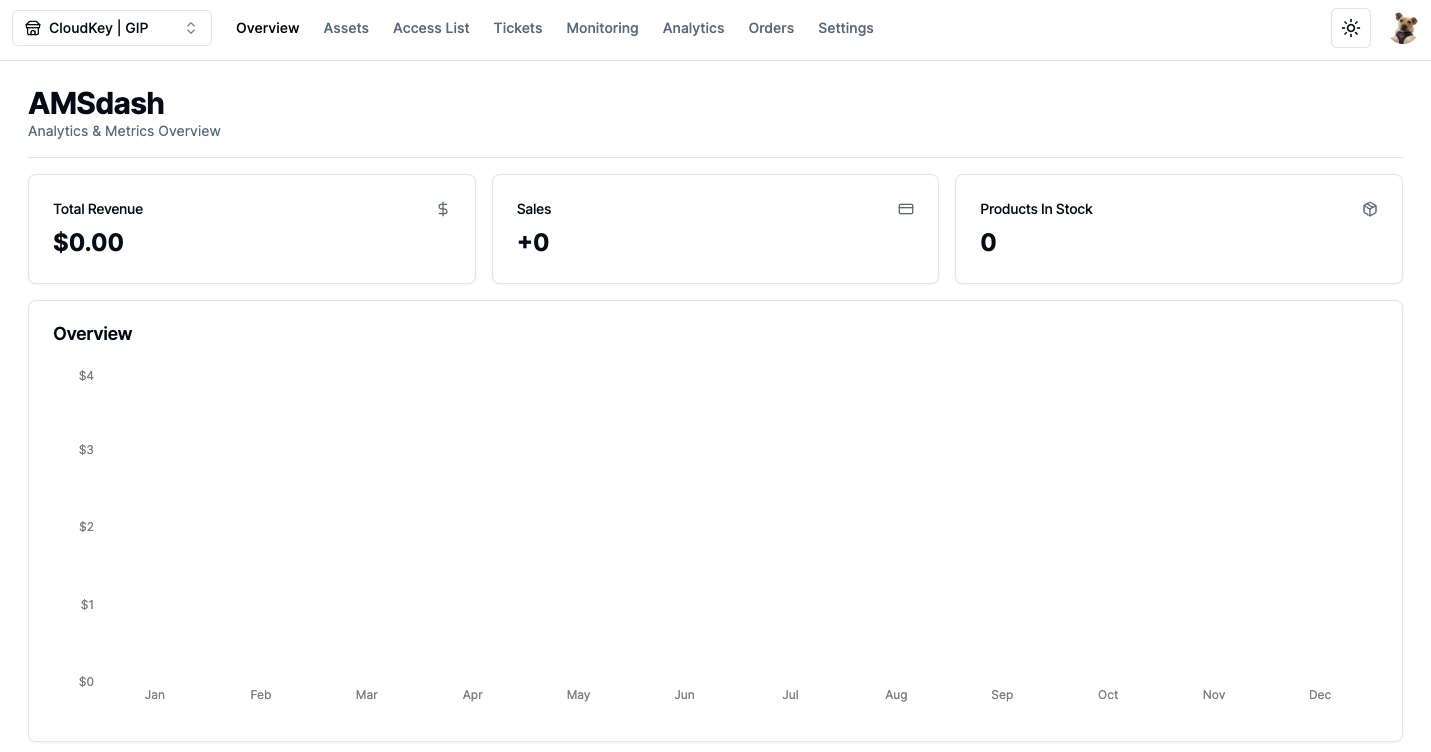 CloudKey | GIP Overview Assets Access List Tickets Monitoring Analytics Orders Settings
AMSdash
Analytics & Metrics Overview
Total Revenue
$0.00
Sales
+0
Products In Stock
0
Overview
$4
$3
$2
$1
$0
Jan Feb Mar Apr May Jun Jul Aug Sep Oct Nov Dec